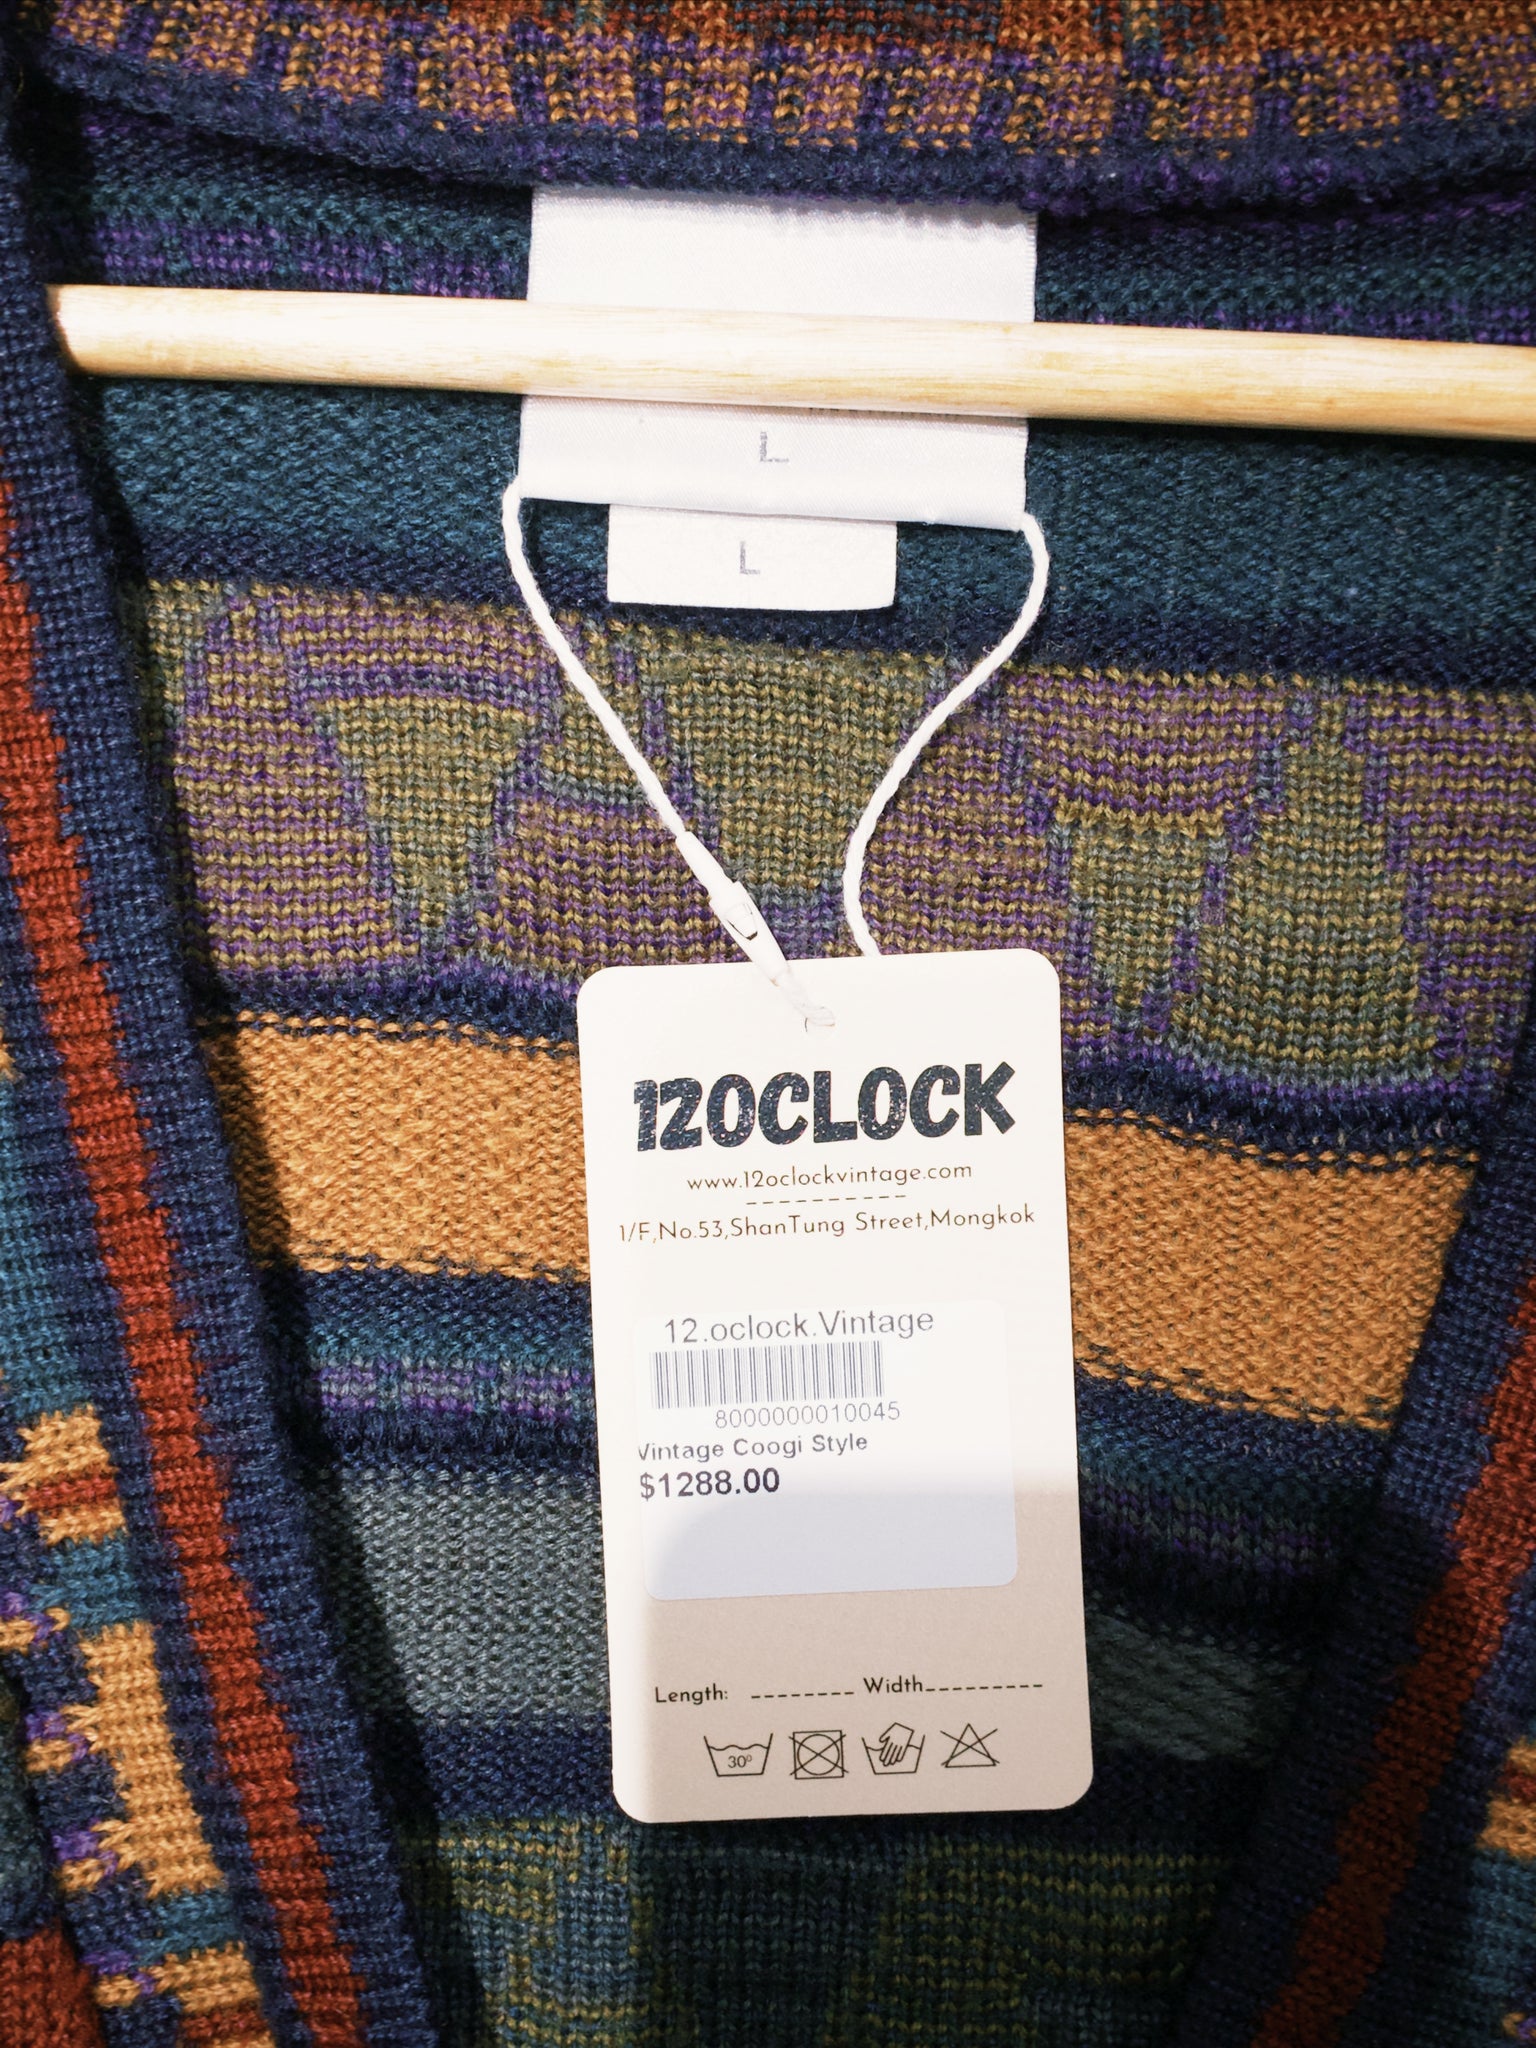 L
L
12OCLOCK
www.12oclockvintage.com
1/F,No.53,ShanTung Street,Mongkok
12.oclock.Vintage
8000000010045
Vintage Coogi Style
$1288.00
Length: _ _ _ _ _ _ _ _ Width_ _ _ _ _ _ _ _ _
30°